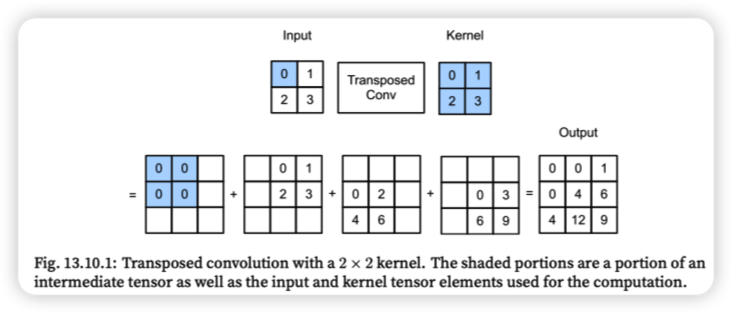 Input Kernel
0 1 Transposed Conv 0 1
2 3 2 3
Output
0 0 0 1 0 0 1
= 0 0 + 2 3 + 0 2 + 0 3 = 0 4 6
4 6 6 9 4 12 9
Fig. 13.10.1: Transposed convolution with a 2 × 2 kernel. The shaded portions are a portion of an
intermediate tensor as well as the input and kernel tensor elements used for the computation.